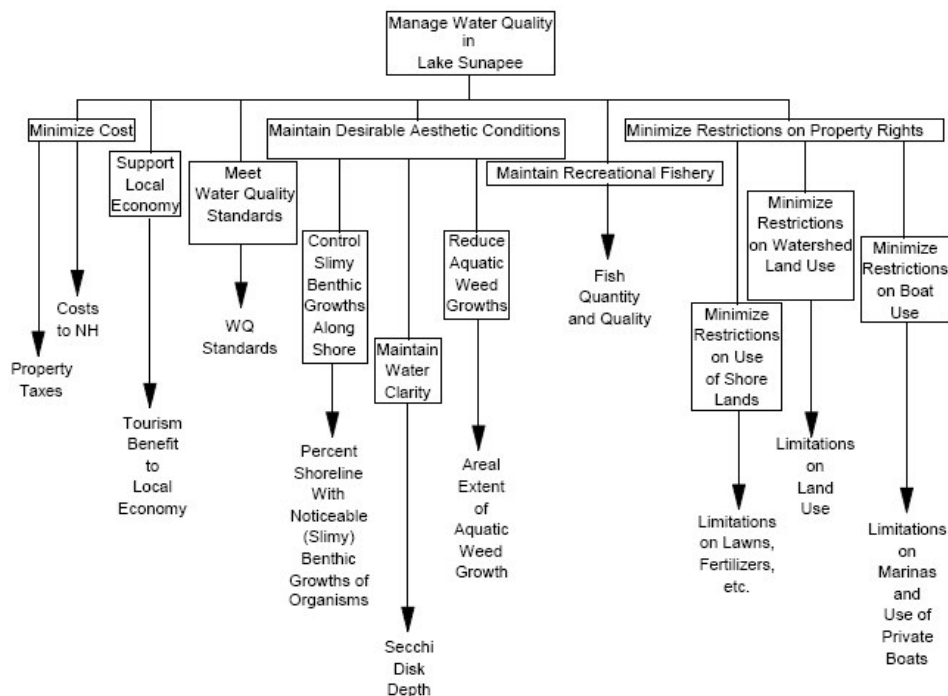 Manage Water Quality
in
Lake Sunapee
Minimize Cost
Maintain Desirable Aesthetic Conditions
Minimize Restrictions on Property Rights
Support
Local
Economy
Meet
Water Quality
Standards
Maintain Recreational Fishery
Control
Slimy
Benthic
Growths
Along
Shore
Maintain
Water
Clarity
Reduce
Aquatic
Weed
Growths
Minimize
Restrictions
on Use
of Shore
Lands
Minimize
Restrictions
on Watershed
Land Use
Minimize
Restrictions
on Boat
Use
Property
Taxes
Costs
to NH
Tourism
Benefit
to
Local
Economy
WQ
Standards
Percent
Shoreline
With
Noticeable
(Slimy)
Benthic
Growths of
Organisms
Secchi
Disk
Depth
Areal
Extent
of
Aquatic
Weed
Growth
Fish
Quantity
and Quality
Limitations
on Lawns,
Fertilizers,
etc.
Limitations
on
Land
Use
Limitations
on
Marinas
and
Use of
Private
Boats